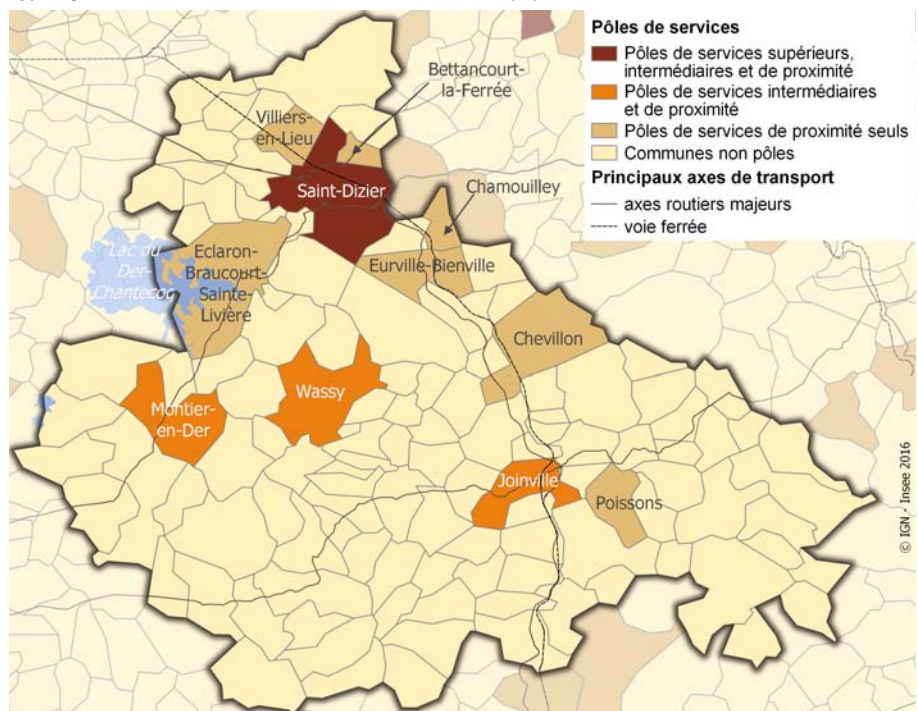 Pôles de services
Pôles de services supérieurs,
intermédiaires et de proximité
Pôles de services intermédiaires
et de proximité
Pôles de services de proximité seuls
Communes non pôles
Principaux axes de transport
axes routiers majeurs
voie ferrée
Bettancourt-
la-Ferrée
Villiers-
en-Lieu
Saint-Dizier
Chamouilley
Lac du
Der-
Chantecoq
Eclaron-
Braucourt-
Sainte-
Livière
Eurville-Bienville
Chevillon
Wassy
Montier-
en-Der
Joinville
Poissons
© IGN - Insee 2016